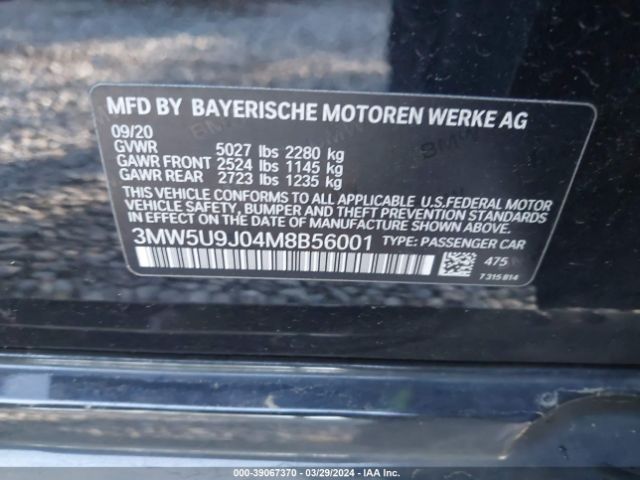 MFD BY BAYERISCHE MOTOREN WERKE AG
09/20
GVWR 5027 lbs 2280 kg
GAWR FRONT 2524 lbs 1145 kg
GAWR REAR 2723 lbs 1235 kg
THIS VEHICLE CONFORMS TO ALL APPLICABLE U.S.FEDERAL MOTOR
VEHICLE SAFETY, BUMPER AND THEFT PREVENTION STANDARDS
IN EFFECT ON THE DATE OF MANUFACTURE SHOWN ABOVE.
3MW5U9J04M8B56001 TYPE: PASSENGER CAR
475
7 315 814
000-39067370 | 03/29/2024 | IAA Inc.